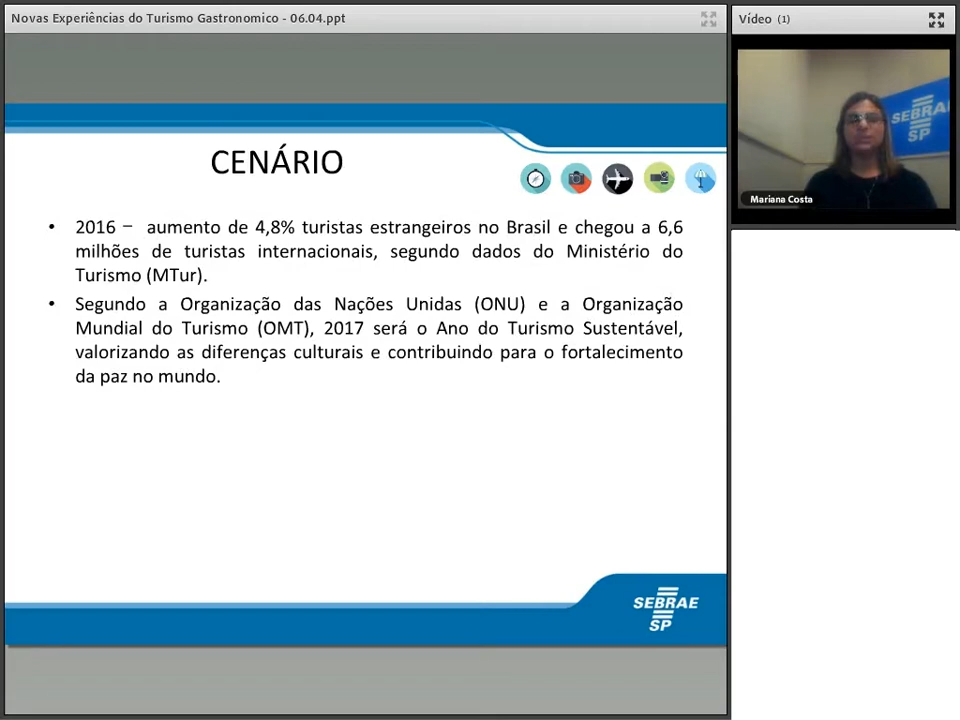 Novas Experiências do Turismo Gastronomico - 06.04.ppt
Vídeo (1)
SEBRAE
SP
Mariana Costa
CENÁRIO
• 2016 – aumento de 4,8% turistas estrangeiros no Brasil e chegou a 6,6
milhões de turistas internacionais, segundo dados do Ministério do
Turismo (MTur).
• Segundo a Organização das Nações Unidas (ONU) e a Organização
Mundial do Turismo (OMT), 2017 será o Ano do Turismo Sustentável,
valorizando as diferenças culturais e contribuindo para o fortalecimento
da paz no mundo.
SEBRAE
SP